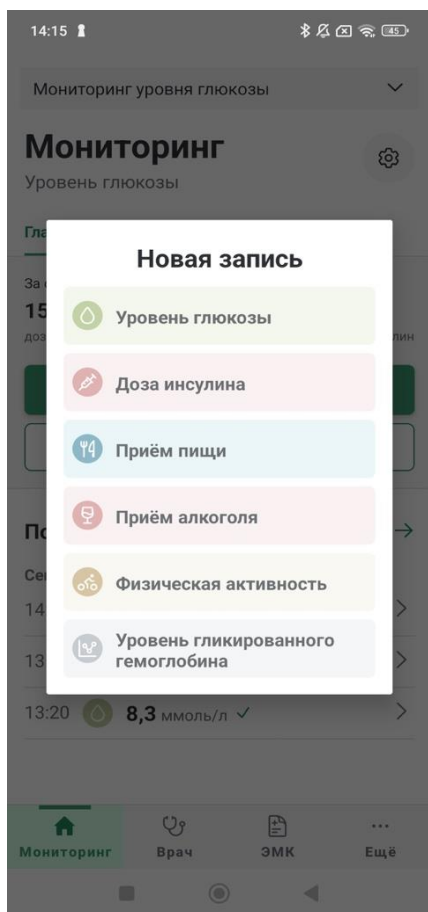 14:15
45
Мониторинг уровня глюкозы
Мониторинг
Уровень глюкозы
Гла
За
15
доз
лин
Новая запись
Уровень глюкозы
Доза инсулина
Приём пищи
Приём алкоголя
Физическая активность
Уровень гликированного
гемоглобина
По
Се
14
13
13:20 8,3 ммоль/л
Мониторинг Врач ЭМК Ещё